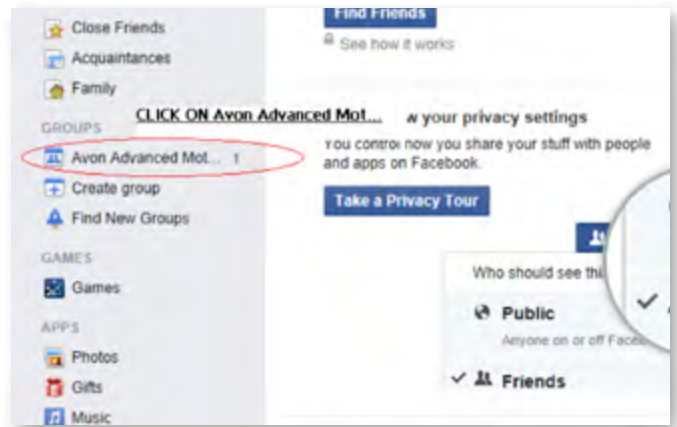 Close Friends
Acquaintances
Family
GROUPS
Avon Advanced Mot... 1
Create group
Find New Groups
GAMES
Games
APPS
Photos
Gifts
Music
CLICK ON Avon Advanced Mot...
Find Friends
See how it works
w your privacy settings
You control how you share your stuff with people
and apps on Facebook.
Take a Privacy Tour
Who should see thi
Public
Anyone on or off Faceb
Friends